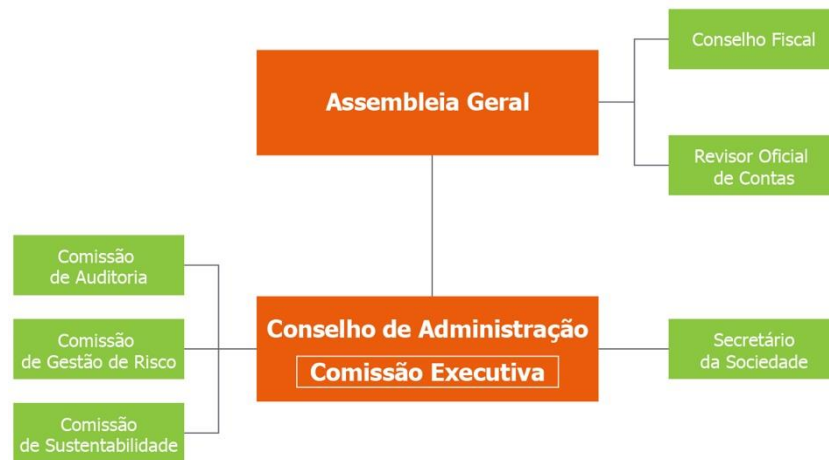 Conselho Fiscal
Assembleia Geral
Revisor Oficial
de Contas
Comissão
de Auditoria
Comissão
de Gestão de Risco
Comissão
de Sustentabilidade
Conselho de Administração
Comissão Executiva
Secretário
da Sociedade